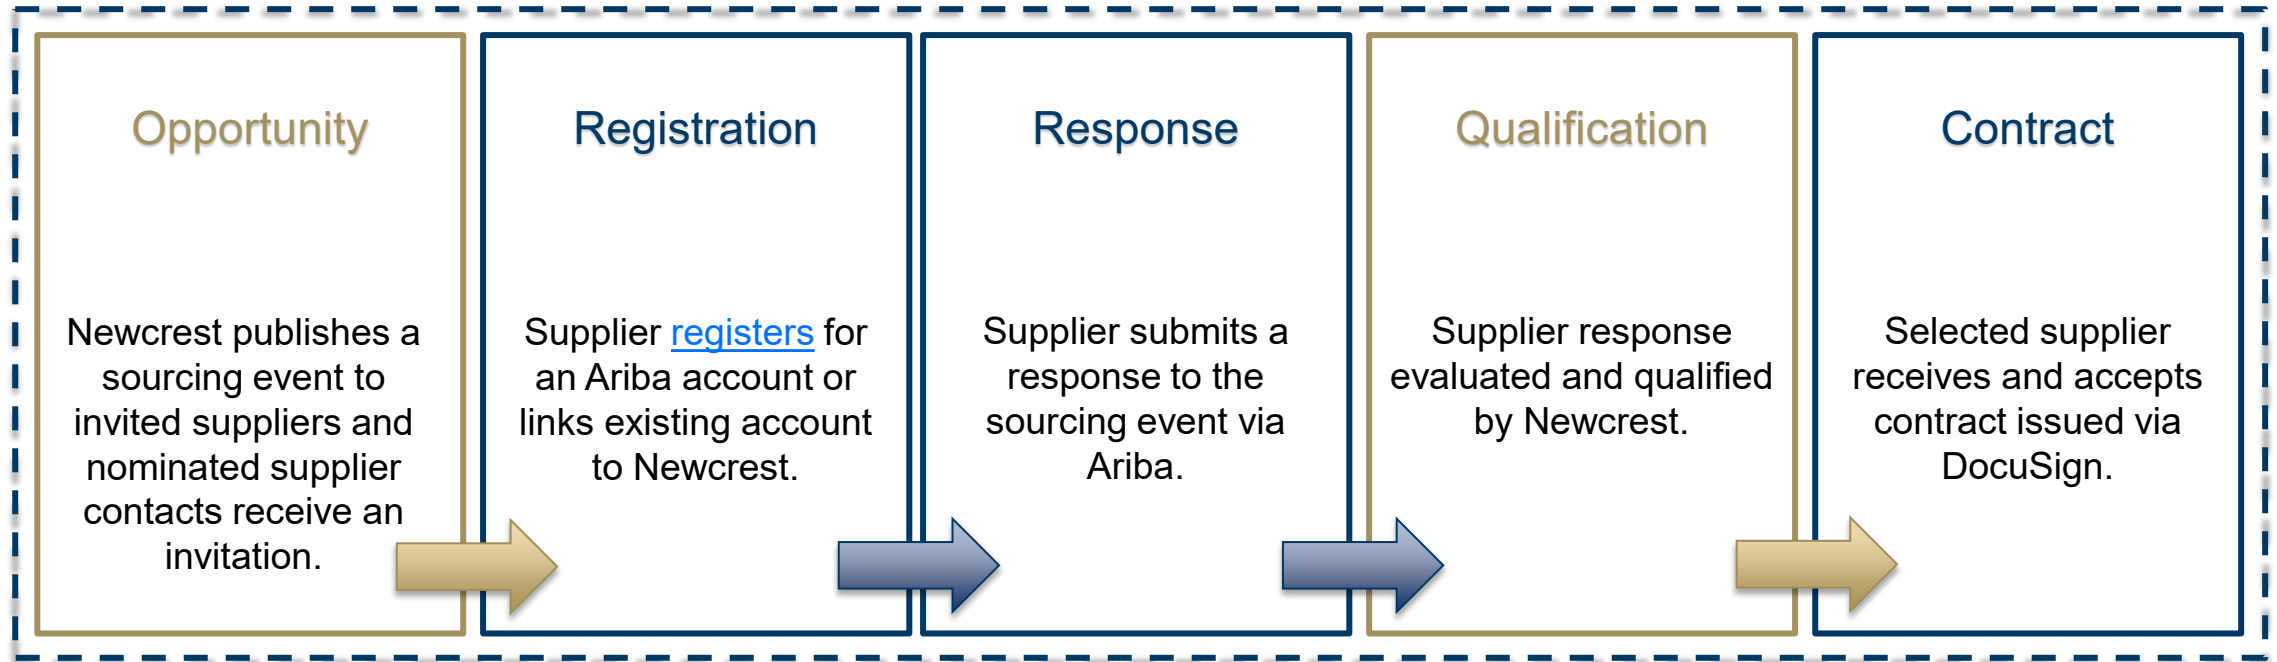 Opportunity
Newcrest publishes a
sourcing event to
invited suppliers and
nominated supplier
contacts receive an
invitation.
Registration
Supplier registers for
an Ariba account or
links existing account
to Newcrest.
Response
Supplier submits a
response to the
sourcing event via
Ariba.
Qualification
Supplier response
evaluated and qualified
by Newcrest.
Contract
Selected supplier
receives and accepts
contract issued via
DocuSign.